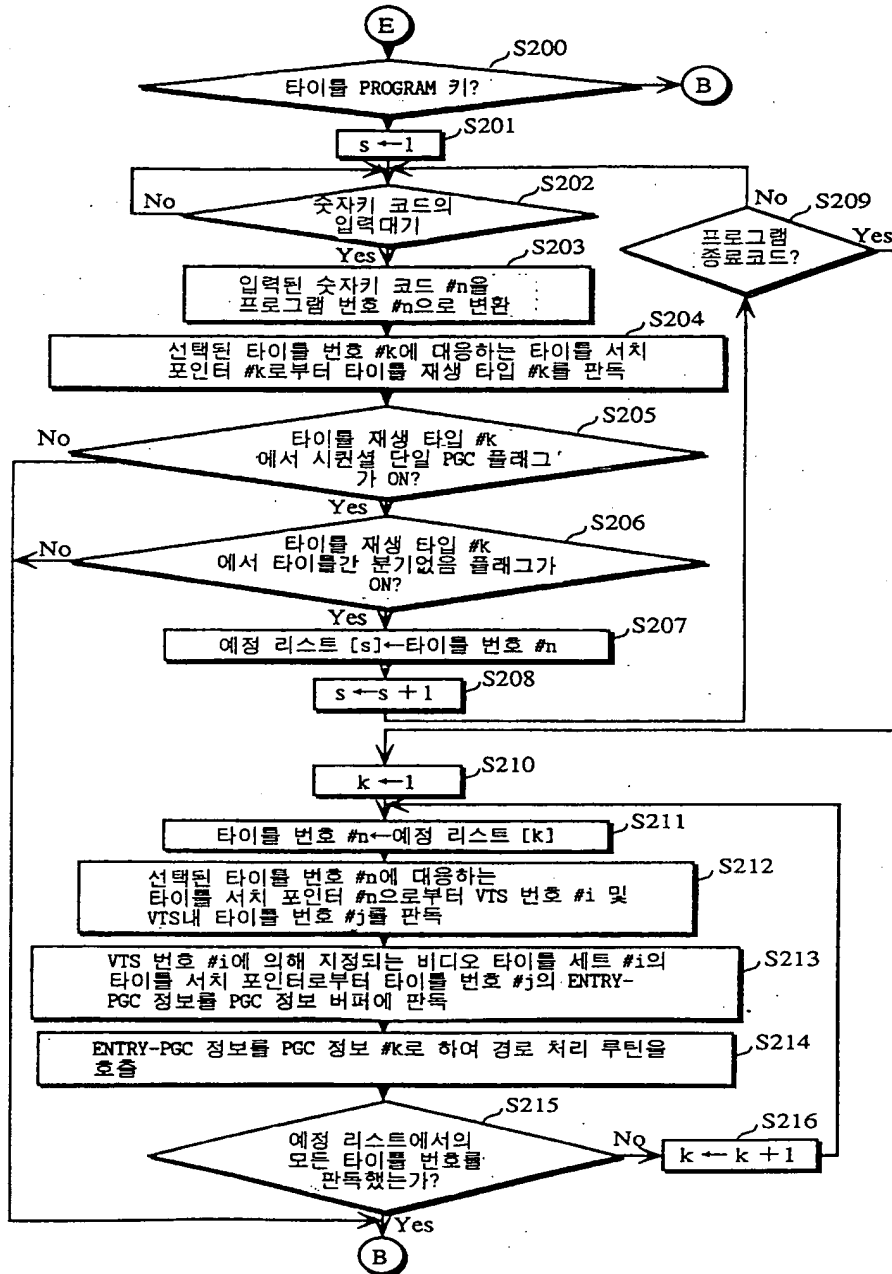 E
S200
타이틀 PROGRAM 키?
B
S201
s←1
S202
No
숫자키 코드의
입력대기
Yes
No
S209
프로그램
종료코드?
Yes
S203
입력된 숫자키 코드 #n을
프로그램 번호 #n으로 변환
S204
선택된 타이틀 번호 #k에 대응하는 타이틀 서치
포인터 #k로부터 타이틀 재생 타입 #k를 판독
S205
No
타이틀 재생 타입 #k
에서 시퀀셜 단일 PGC 플래그
가 ON?
Yes
S206
No
타이틀 재생 타입 #k
에서 타이틀간 분기없음 플래그가
ON?
Yes
S207
예정 리스트 [s]←타이틀 번호 #n
S208
s←s+1
S210
k←1
S211
타이틀 번호 #n←예정 리스트 [k]
S212
선택된 타이틀 번호 #n에 대응하는
타이틀 서치 포인터 #n으로부터 VTS 번호 #i 및
VTS내 타이틀 번호 #j를 판독
S213
VTS 번호 #i에 의해 지정되는 비디오 타이틀 세트 #i의
타이틀 서치 포인터로부터 타이틀 번호 #j의 ENTRY-
PGC 정보를 PGC 정보 버퍼에 판독
S214
ENTRY-PGC 정보를 PGC 정보 #k로 하여 경로 처리 루틴을
호출
S215
예정 리스트에서의
모든 타이틀 번호를
판독했는가?
No
S216
k←k+1
Yes
B